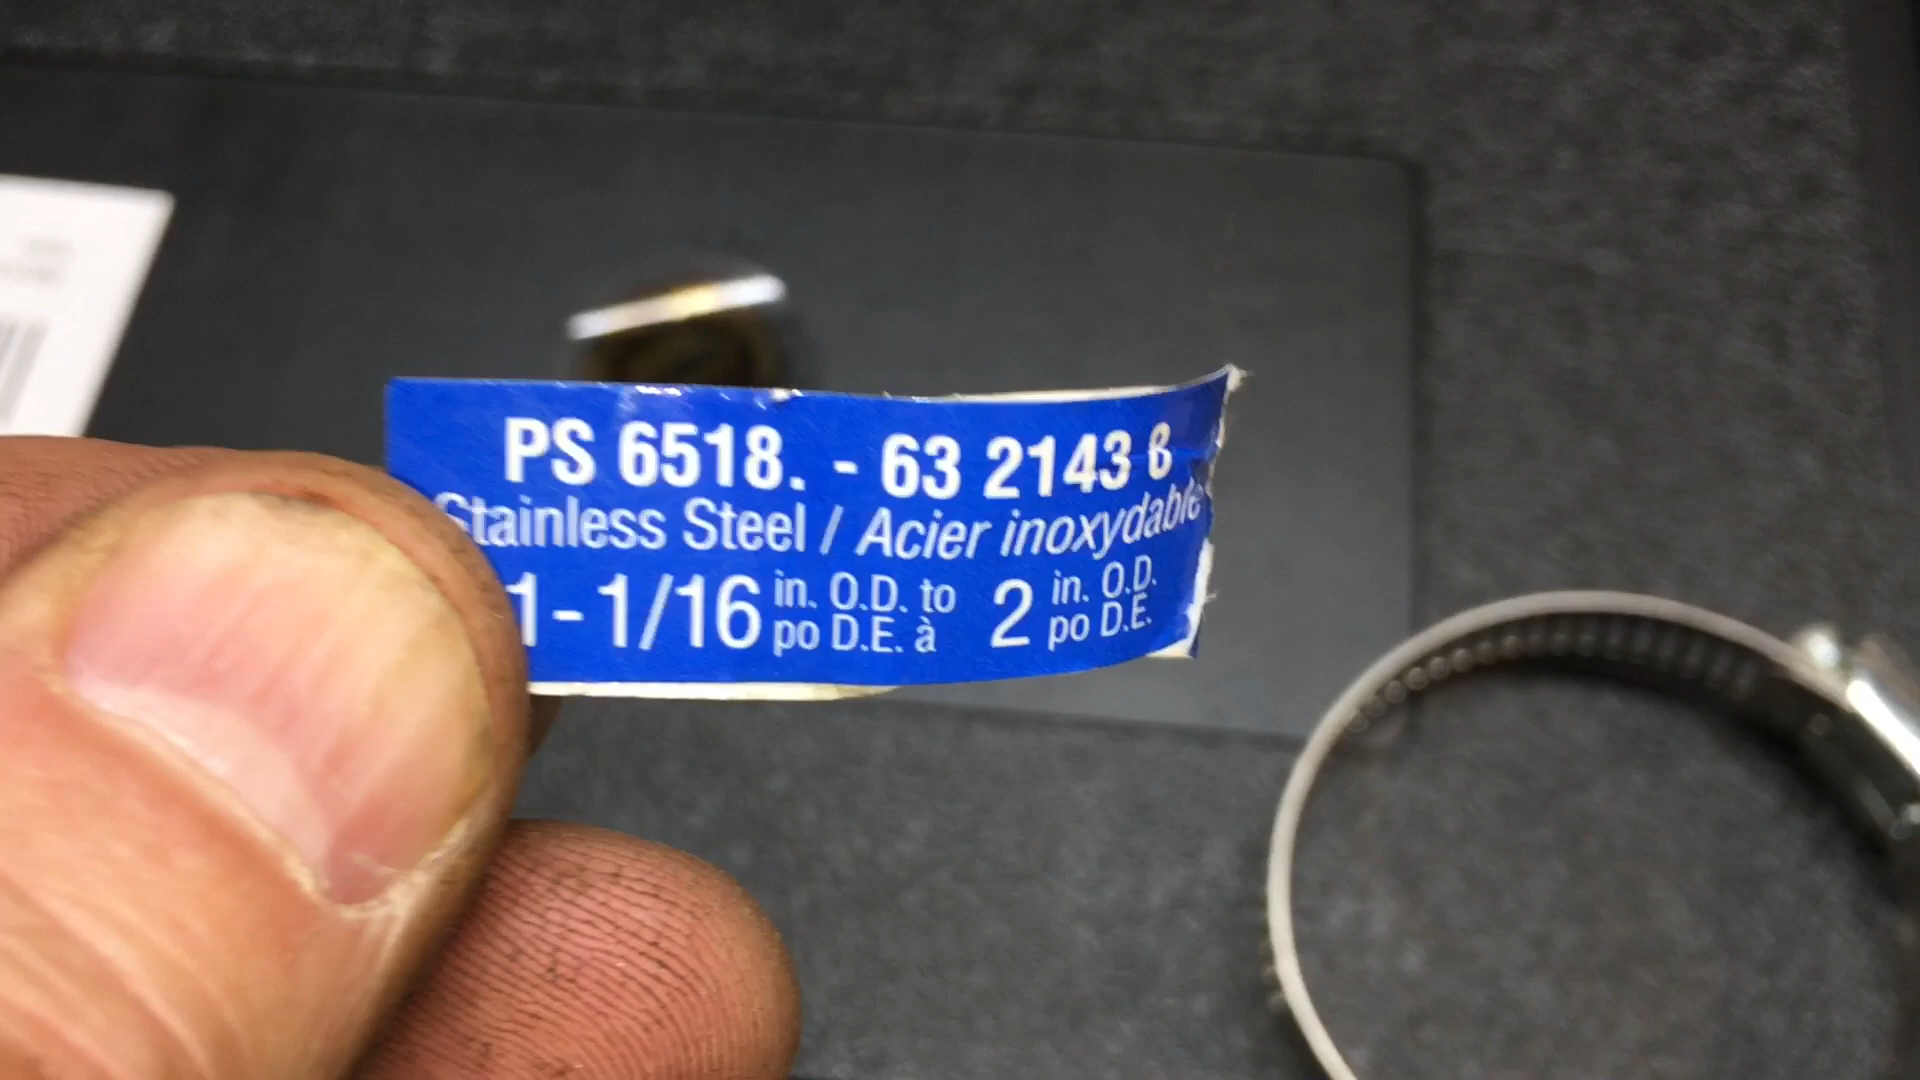 PS 6518. - 63 2143 8
Stainless Steel / Acier inoxydable
1-1/16 in. O.D. to 2 in. O.D.
po D.E. à po D.E.